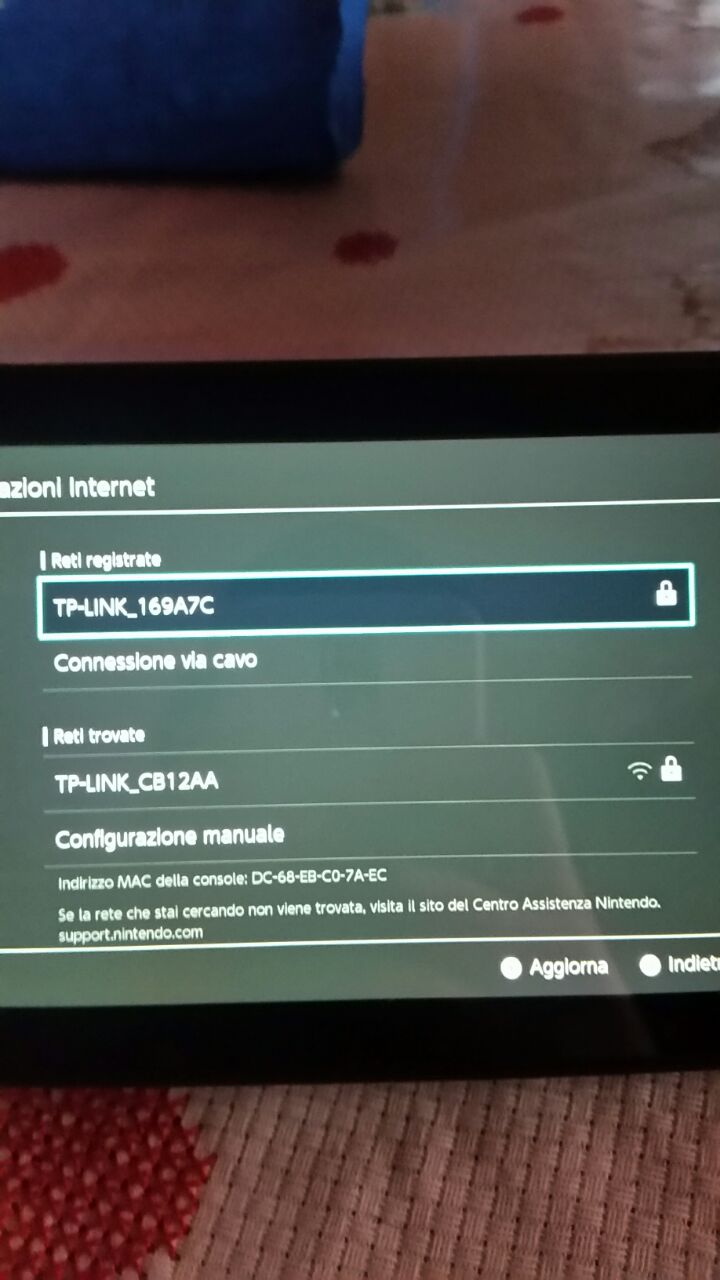 azioni Internet
Reti registrate
TP-LINK_169A7C
Connessione via cavo
Reti trovate
TP-LINK_CB12AA
Configurazione manuale
Indirizzo MAC della console: DC-68-EB-C0-7A-EC
Se la rete che stai cercando non viene trovata, visita il sito del Centro Assistenza Nintendo.
support.nintendo.com
Aggiorna Indiet